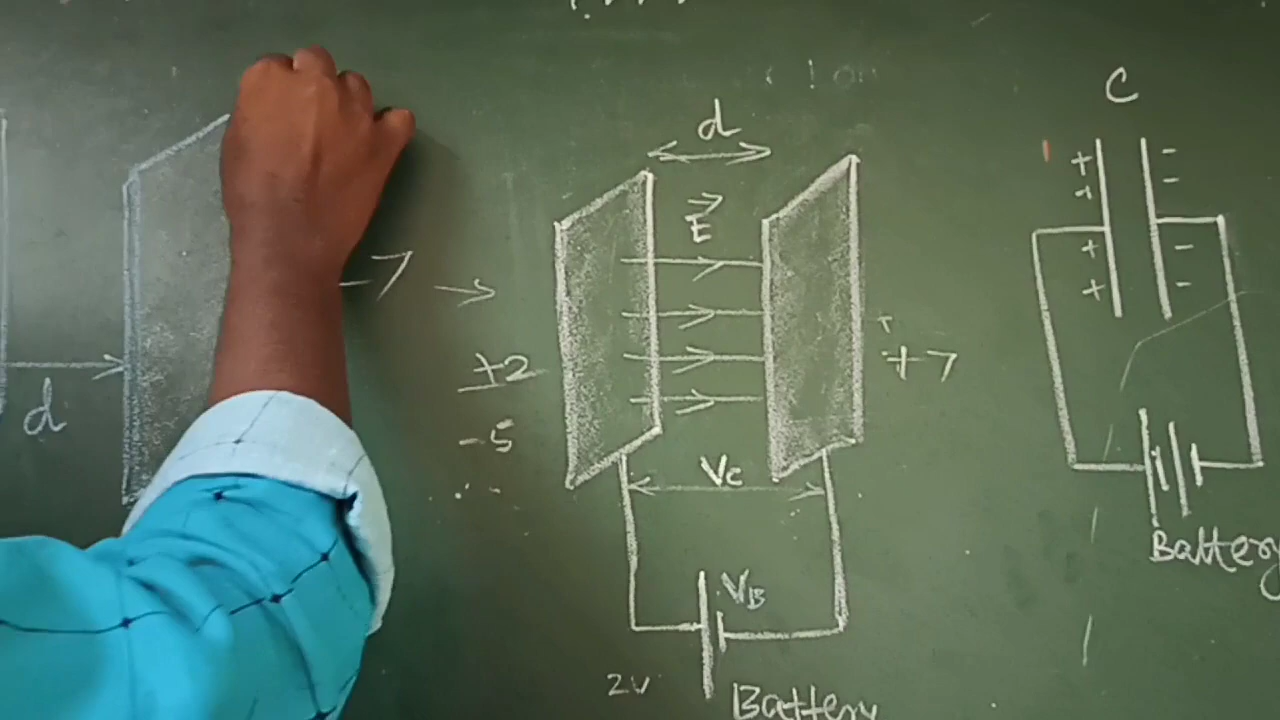 d
-7
d
E
+2
-5
+7
Vc
VB
2V
Battery
C
+ -
+ -
+ -
+ -
Battery